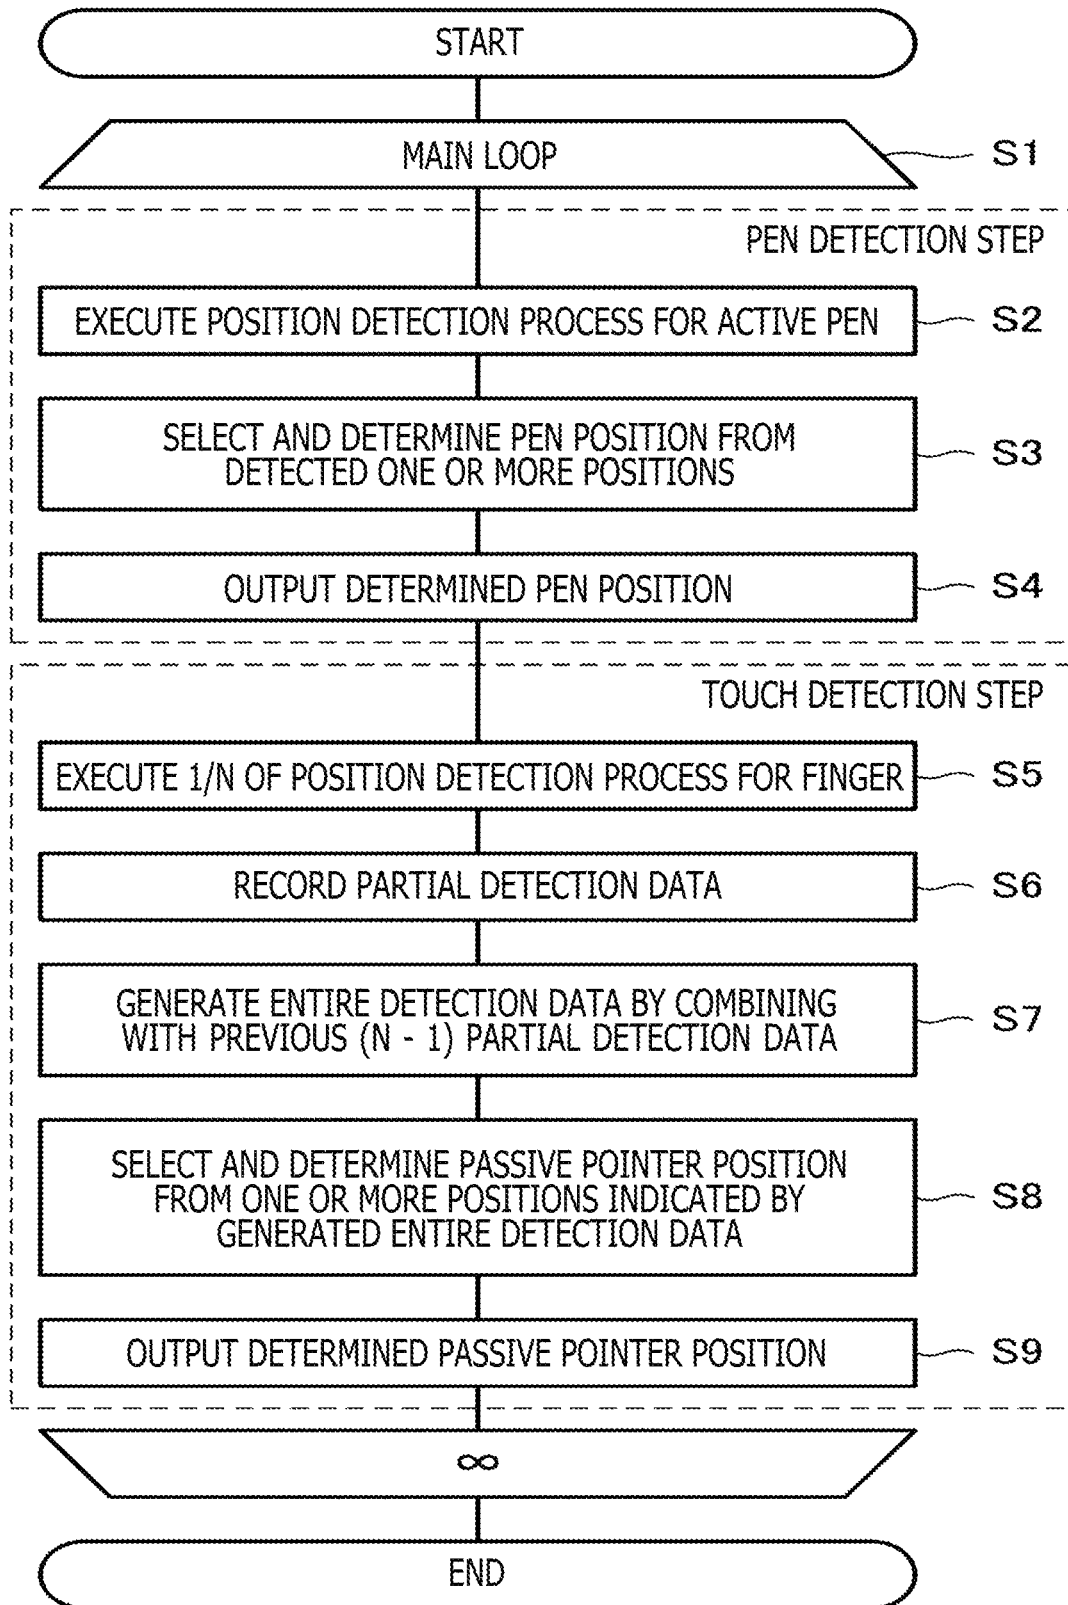 START
MAIN LOOP
S1
PEN DETECTION STEP
EXECUTE POSITION DETECTION PROCESS FOR ACTIVE PEN
S2
SELECT AND DETERMINE PEN POSITION FROM
DETECTED ONE OR MORE POSITIONS
S3
OUTPUT DETERMINED PEN POSITION
S4
TOUCH DETECTION STEP
EXECUTE 1/N OF POSITION DETECTION PROCESS FOR FINGER
S5
RECORD PARTIAL DETECTION DATA
S6
GENERATE ENTIRE DETECTION DATA BY COMBINING
WITH PREVIOUS (N - 1) PARTIAL DETECTION DATA
S7
SELECT AND DETERMINE PASSIVE POINTER POSITION
FROM ONE OR MORE POSITIONS INDICATED BY
GENERATED ENTIRE DETECTION DATA
S8
OUTPUT DETERMINED PASSIVE POINTER POSITION
S9
∞
END